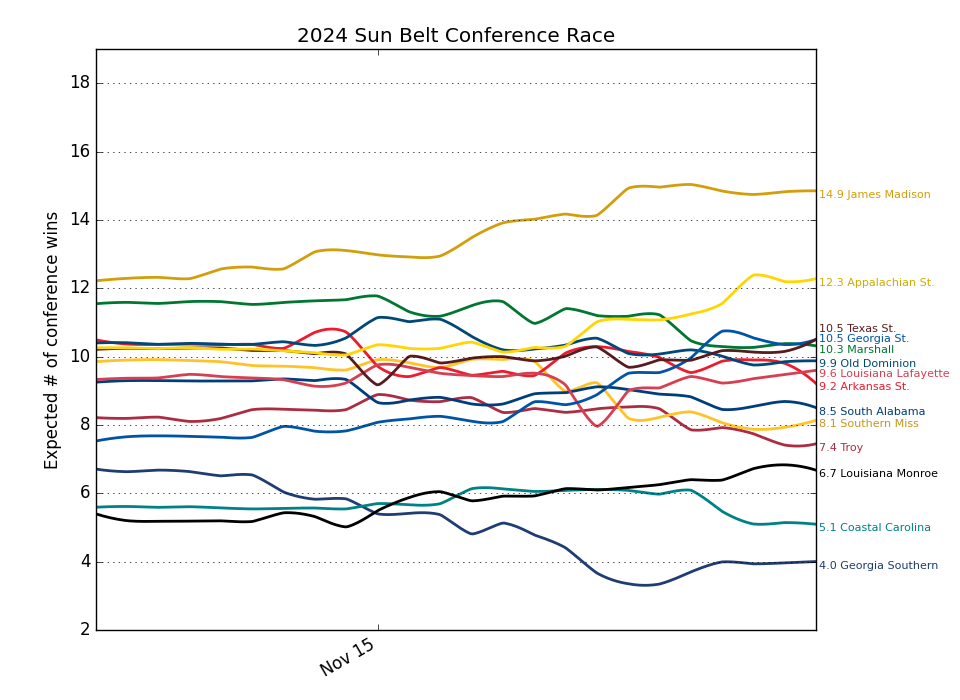 2024 Sun Belt Conference Race
Expected # of conference wins
18
16
14
12
10
8
6
4
2
Nov 15
14.9 James Madison
12.3 Appalachian St.
10.5 Texas St.
10.5 Georgia St.
10.3 Marshall
9.9 Old Dominion
9.6 Louisiana Lafayette
9.2 Arkansas St.
8.5 South Alabama
8.1 Southern Miss
7.4 Troy
6.7 Louisiana Monroe
5.1 Coastal Carolina
4.0 Georgia Southern